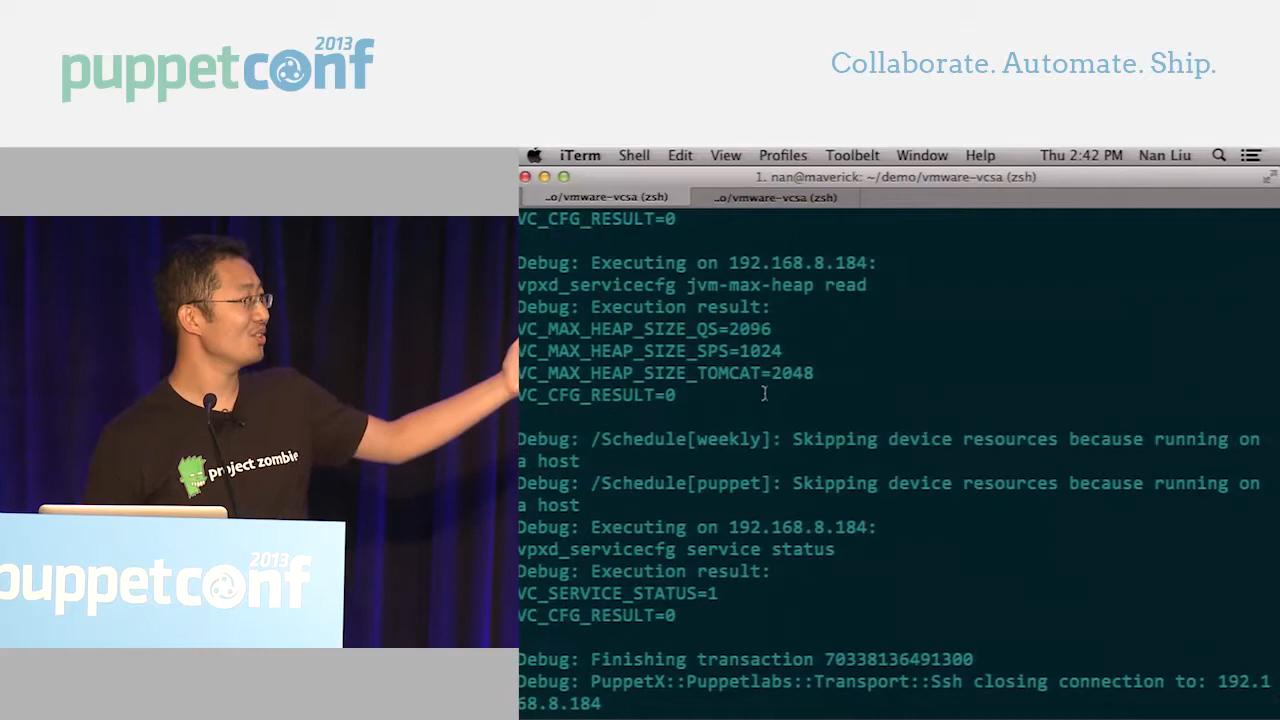 puppetconf 2013
Collaborate. Automate. Ship.
iTerm Shell Edit View Profiles Toolbelt Window Help Thu 2:42 PM Nan Liu
1. nan@maverick: ~/demo/vmware-vcsa (zsh)
..o/vmware-vcsa (zsh) ..o/vmware-vcsa (zsh)
VC_CFG_RESULT=0
Debug: Executing on 192.168.8.184:
vpxd_servicecfg jvm-max-heap read
Debug: Execution result:
VC_MAX_HEAP_SIZE_QS=2096
VC_MAX_HEAP_SIZE_SPS=1024
VC_MAX_HEAP_SIZE_TOMCAT=2048
VC_CFG_RESULT=0
Debug: /Schedule[weekly]: Skipping device resources because running on
a host
Debug: /Schedule[puppet]: Skipping device resources because running on
a host
Debug: Executing on 192.168.8.184:
vpxd_servicecfg service status
Debug: Execution result:
VC_SERVICE_STATUS=1
VC_CFG_RESULT=0
Debug: Finishing transaction 70338136491300
Debug: PuppetX::Puppetlabs::Transport::Ssh closing connection to: 192.1
68.8.184
project zombie
puppetconf 2013